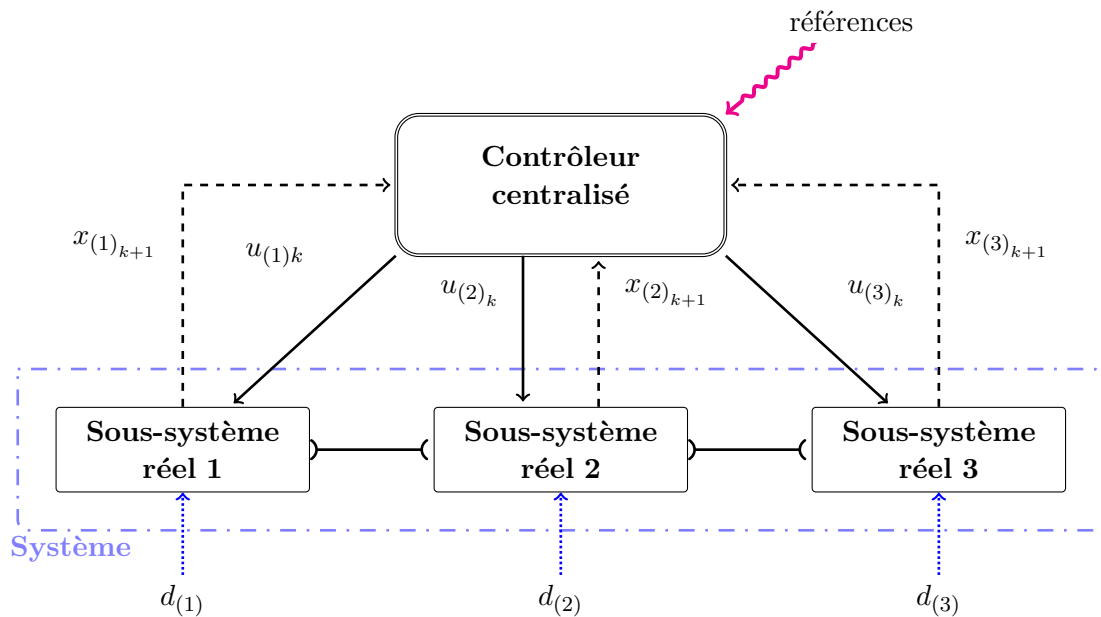 références
Contrôleur
centralisé
x(1)k+1
u(1)k
u(2)k
x(2)k+1
u(3)k
x(3)k+1
Sous-système
réel 1
Sous-système
réel 2
Sous-système
réel 3
Système
d(1)
d(2)
d(3)